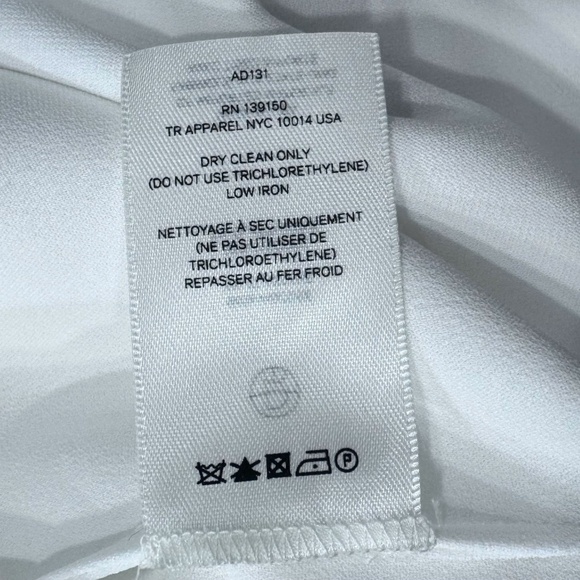 AD131
RN 139150
TR APPAREL NYC 10014 USA
DRY CLEAN ONLY
(DO NOT USE TRICHLORETHYLENE)
LOW IRON
NETTOYAGE À SEC UNIQUEMENT
(NE PAS UTILISER DE
TRICHLOROETHYLENE)
REPASSER AU FER FROID
P